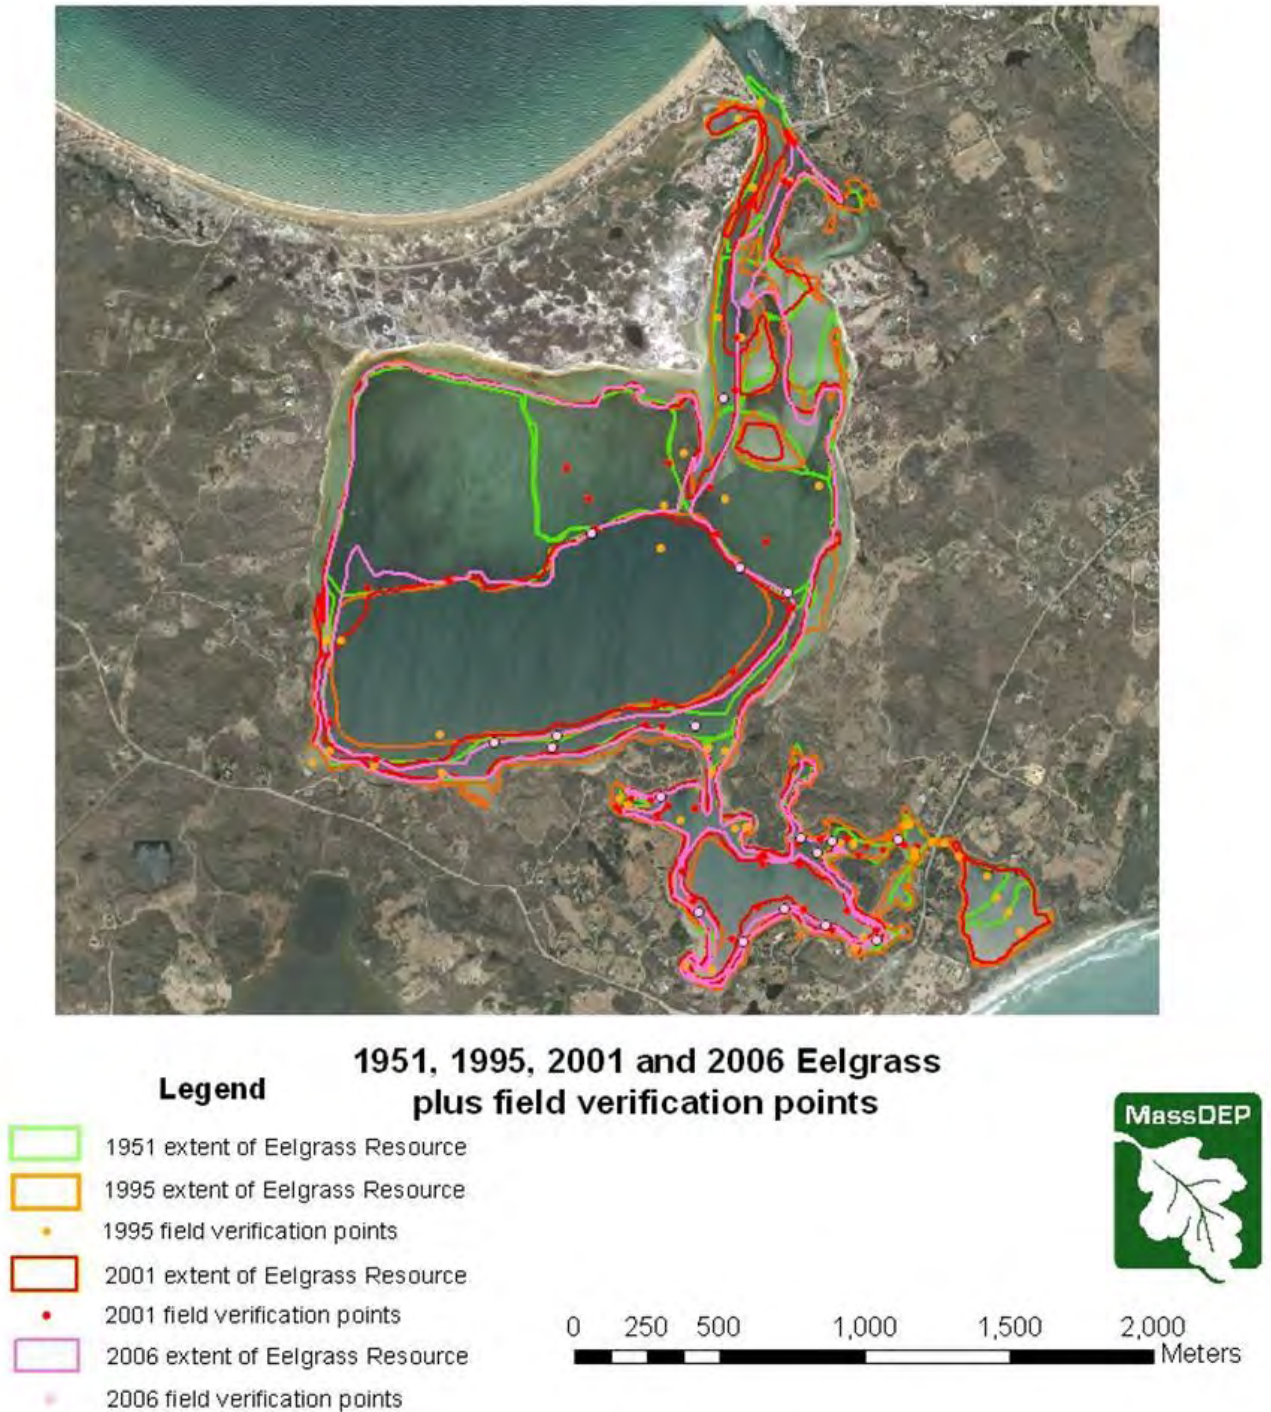 1951, 1995, 2001 and 2006 Eelgrass
plus field verification points
Legend
1951 extent of Eelgrass Resource
1995 extent of Eelgrass Resource
1995 field verification points
2001 extent of Eelgrass Resource
2001 field verification points
2006 extent of Eelgrass Resource
2006 field verification points
MassDEP
0 250 500 1,000 1,500 2,000
Meters